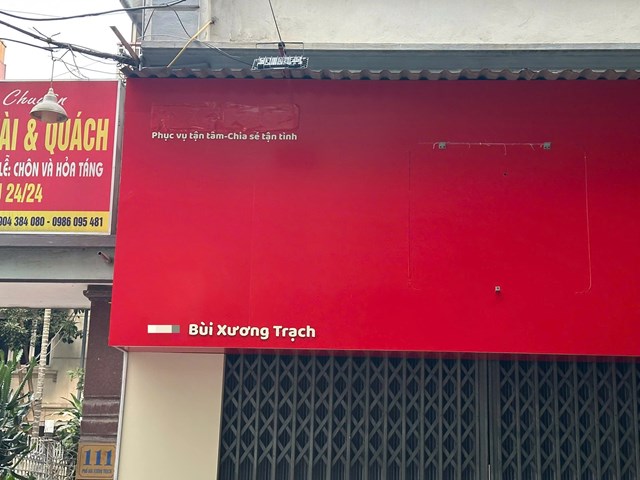 Chuyên
ÀI & QUÁCH
LỄ: CHÔN VÀ HỎA TÁNG
24/24
904 384 080 - 0986 095 481
Phục vụ tận tâm-Chia sẻ tận tình
Bùi Xương Trạch
111